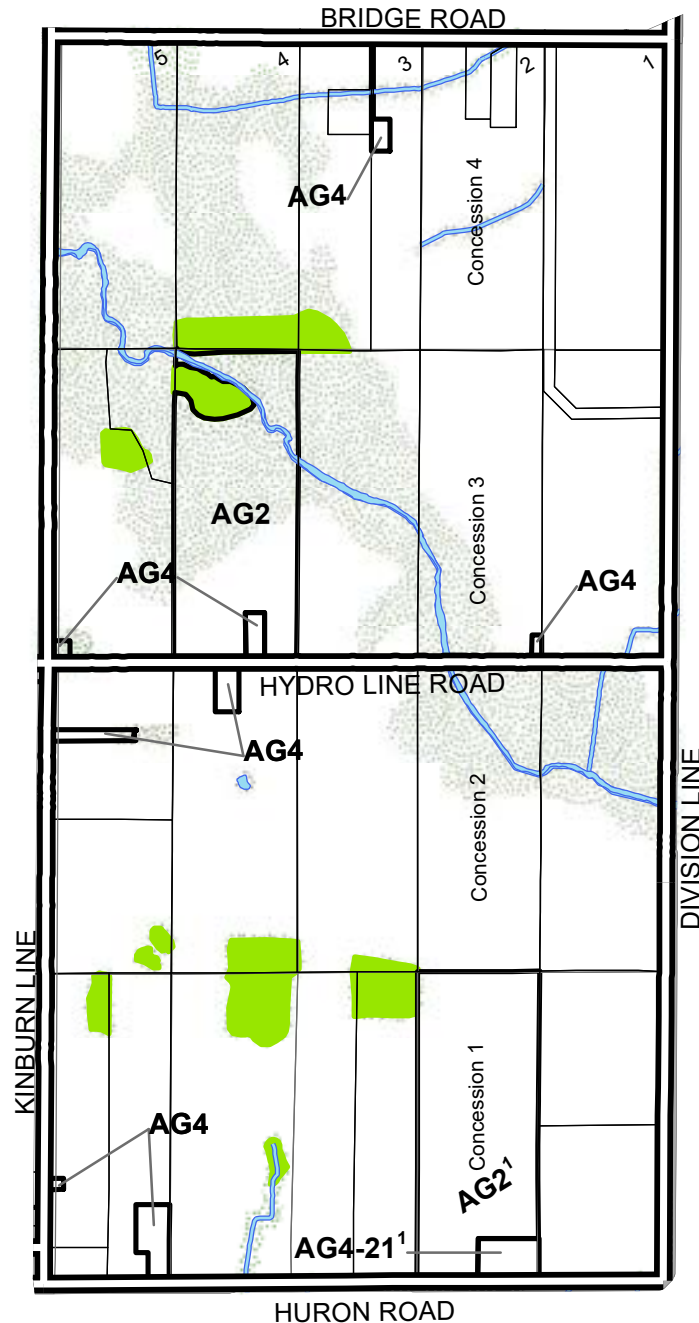 BRIDGE ROAD
5
4
3
2
1
AG4
Concession 4
AG2
Concession 3
AG4
AG4
HYDRO LINE ROAD
AG4
Concession 2
DIVISION LINE
KINBURN LINE
Concession 1
AG4
AG2¹
AG4-21¹
HURON ROAD